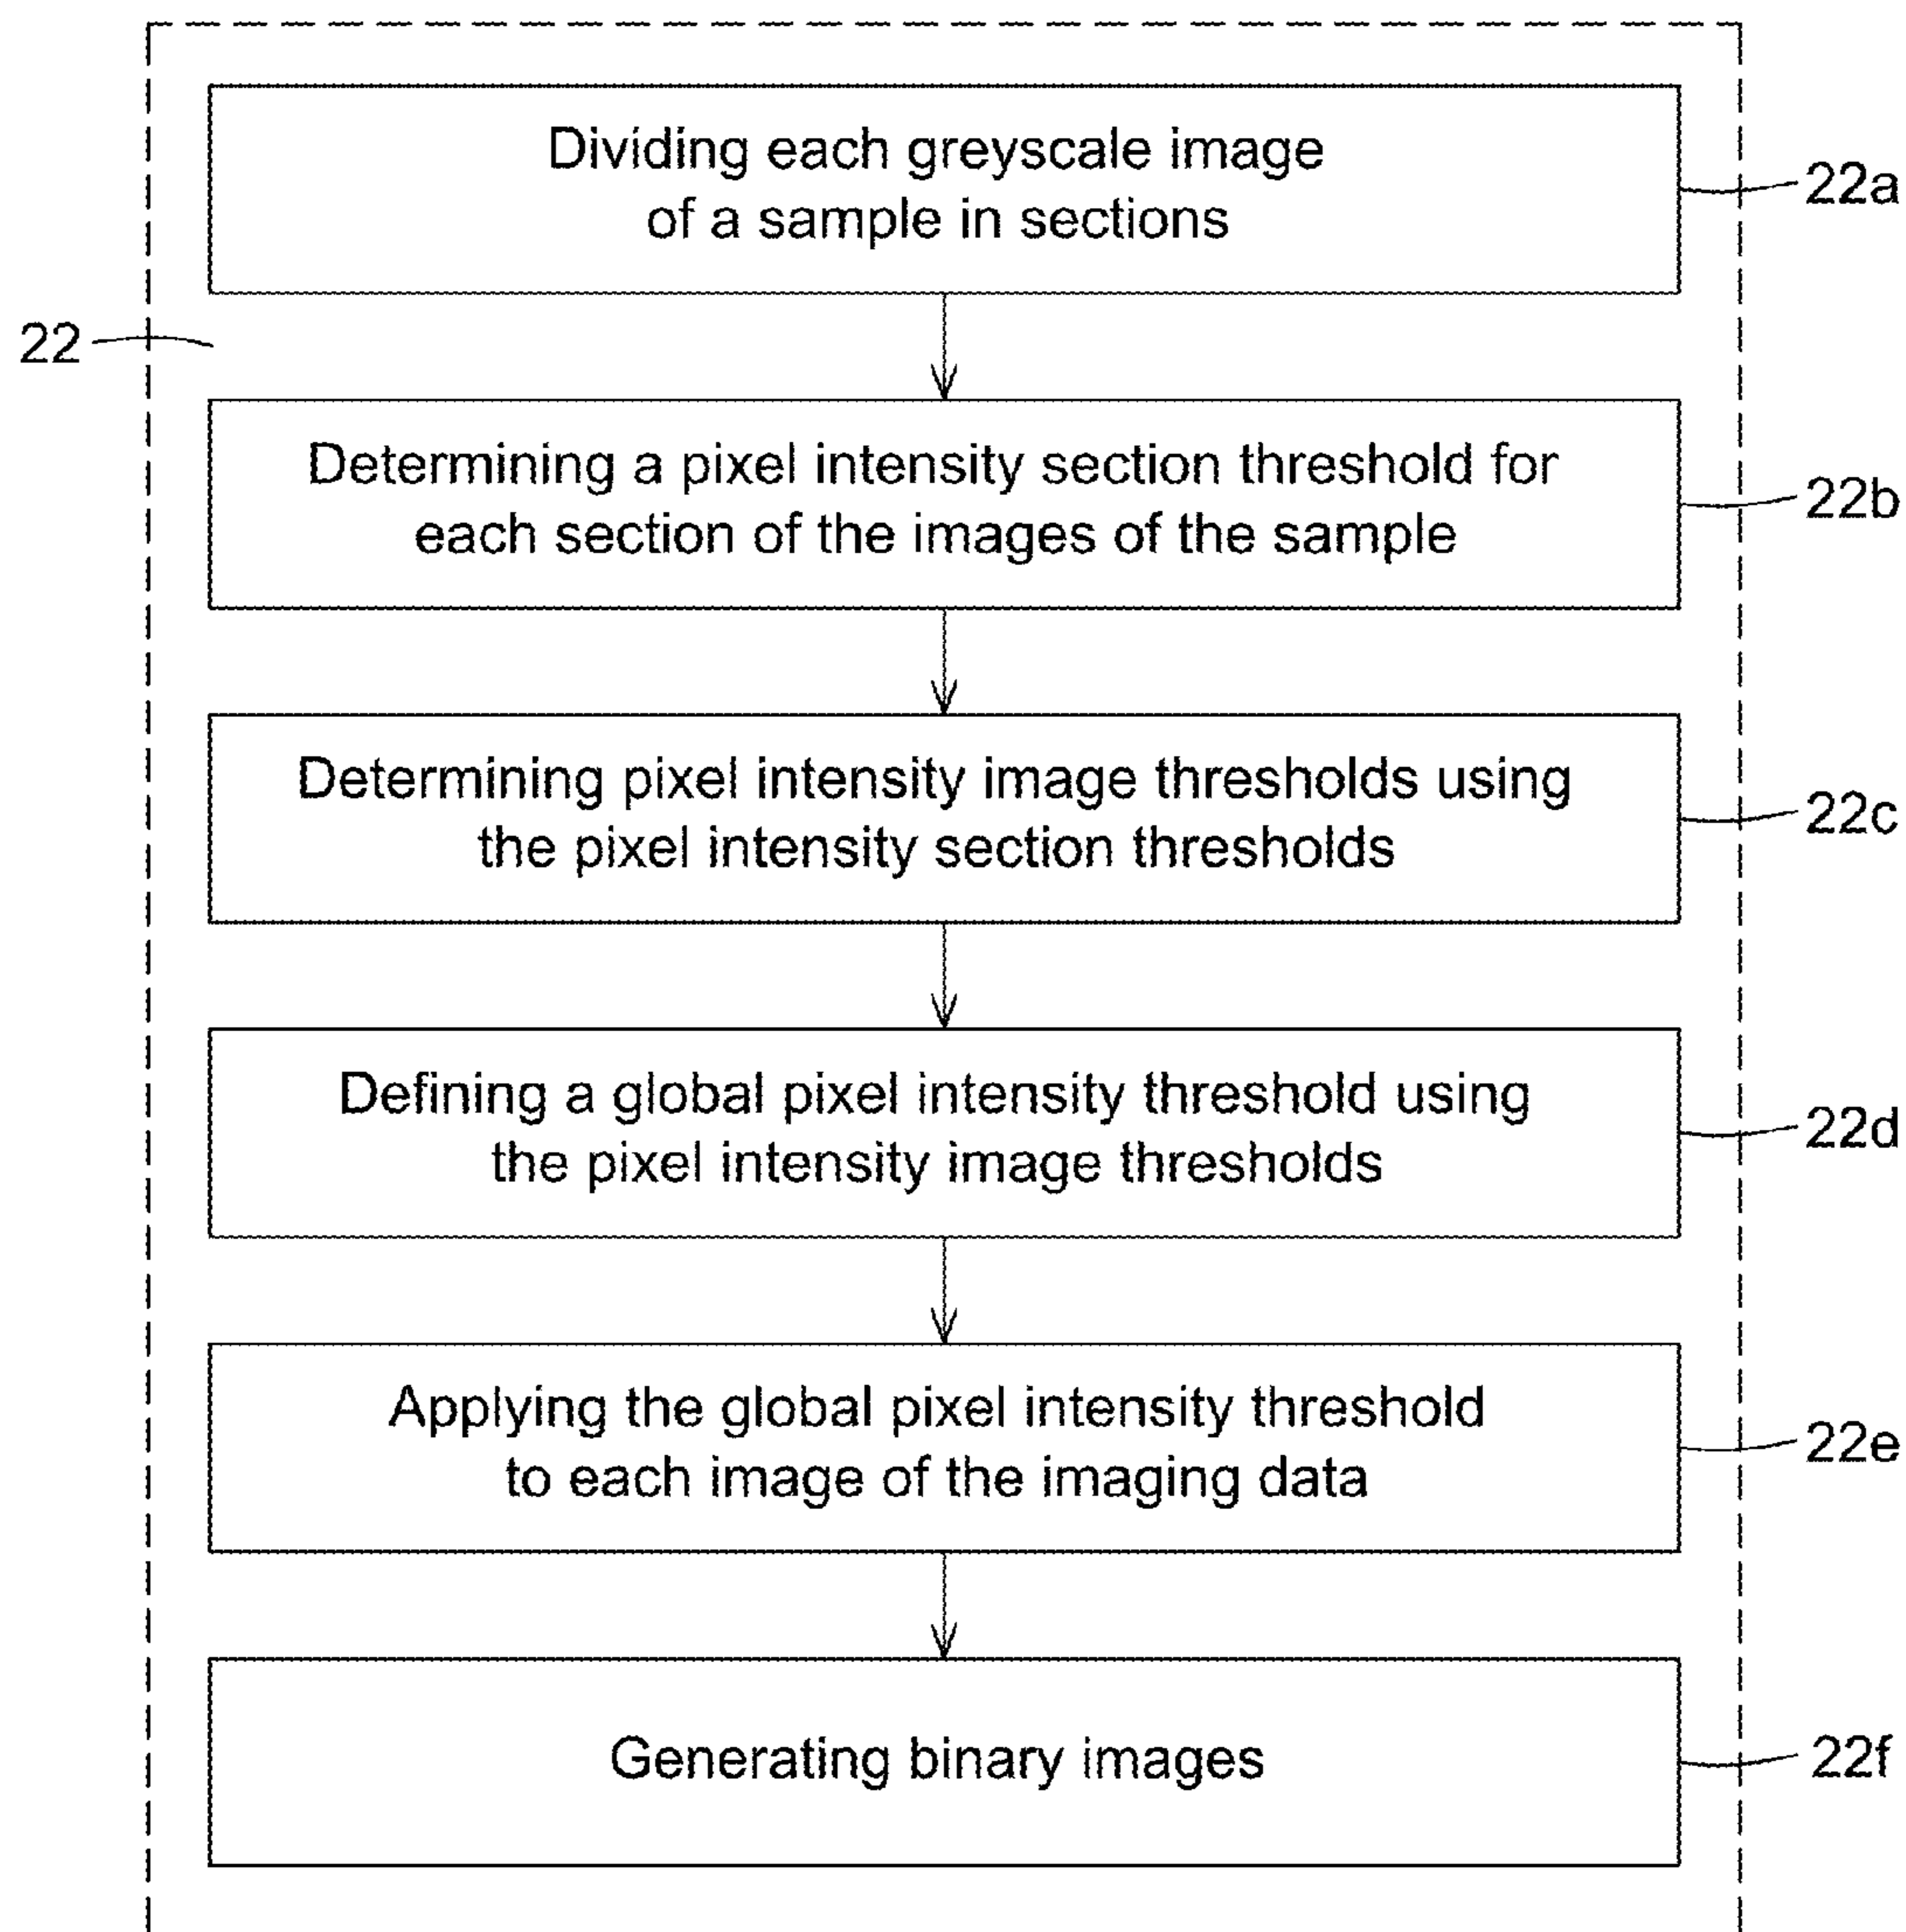 Dividing each greyscale image
of a sample in sections
22a
22
Determining a pixel intensity section threshold for
each section of the images of the sample
22b
Determining pixel intensity image thresholds using
the pixel intensity section thresholds
22c
Defining a global pixel intensity threshold using
the pixel intensity image thresholds
22d
Applying the global pixel intensity threshold
to each image of the imaging data
22e
Generating binary images
22f